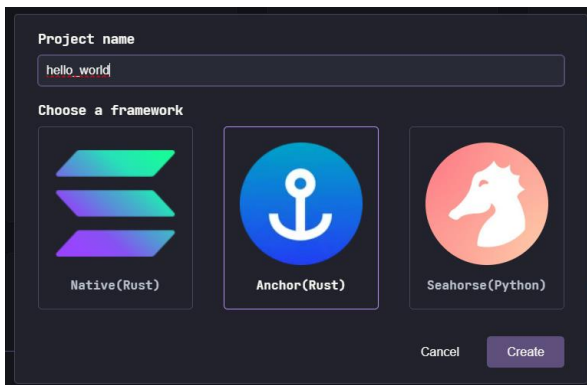 Project name
hello_world
Choose a framework
Native(Rust)
Anchor(Rust)
Seahorse(Python)
Cancel
Create